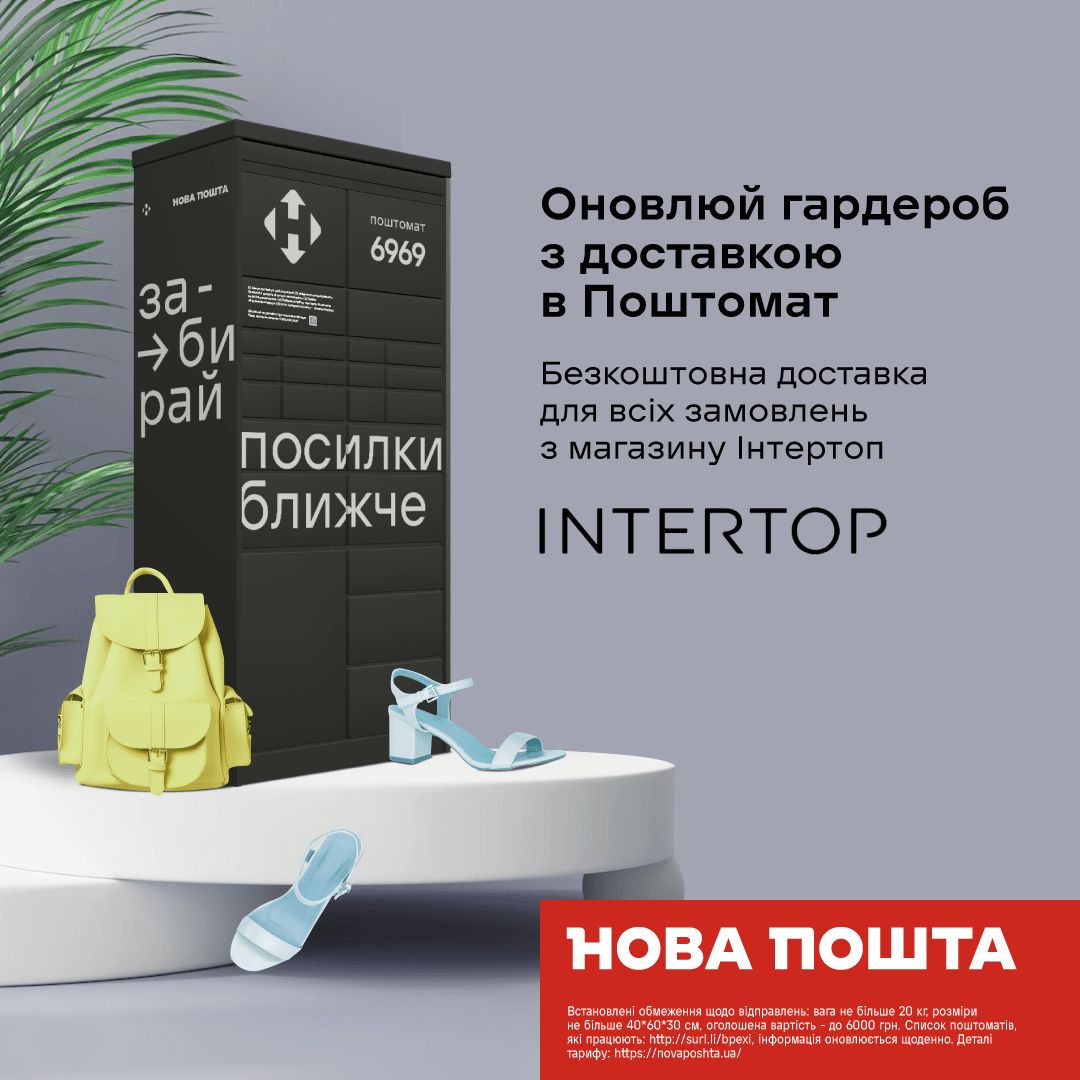 НОВА ПОШТА
поштомат
6969
за-
→би
рай
посилки
ближче
Оновлюй гардероб
з доставкою
в Поштомат
Безкоштовна доставка
для всіх замовлень
з магазину Інтертоп
INTERTOP
НОВА ПОШТА
Встановлені обмеження щодо відправлень: вага не більше 20 кг, розміри
не більше 40*60*30 см, оголошена вартість - до 6000 грн. Список поштоматів,
які працюють: http://surl.li/bpexi, інформація оновлюється щоденно. Деталі
тарифу: https://novaposhta.ua/